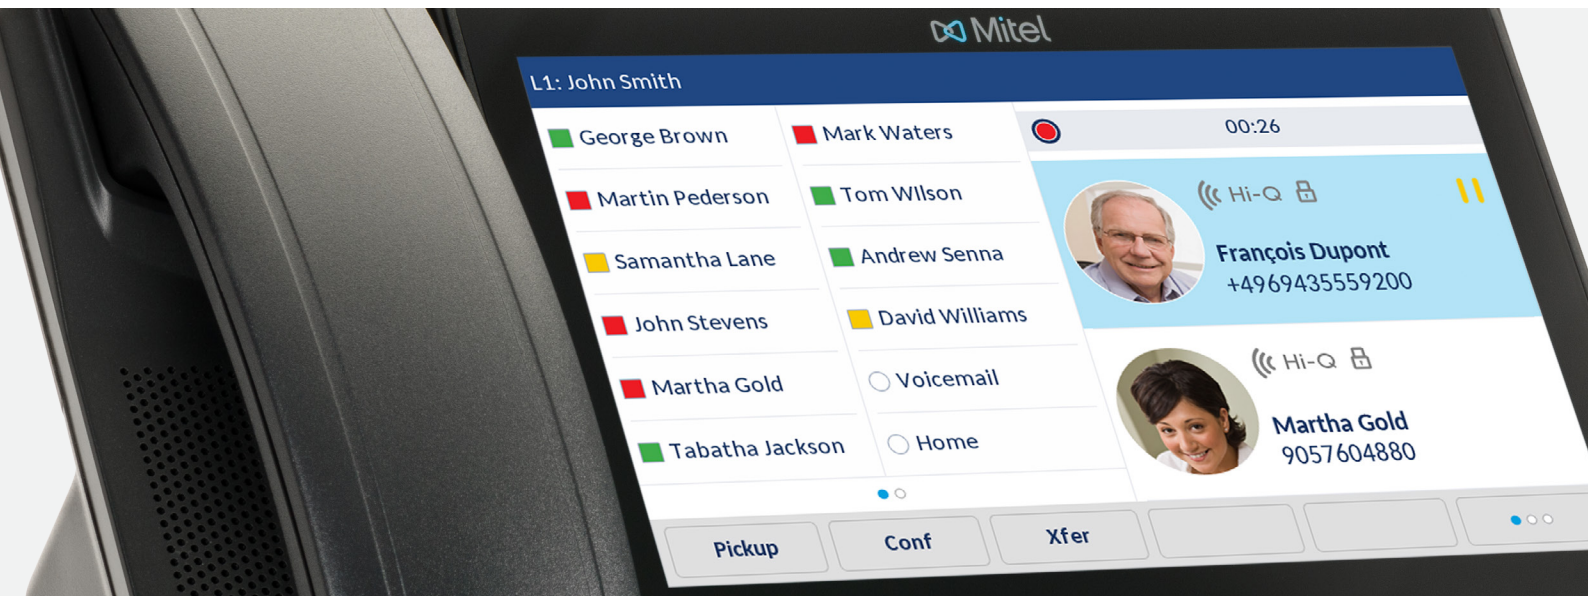 Mitel
L1: John Smith
George Brown
Martin Pederson
Samantha Lane
John Stevens
Martha Gold
Tabatha Jackson
Mark Waters
Tom WIlson
Andrew Senna
David Williams
Voicemail
Home
00:26
Hi-Q
François Dupont
+4969435559200
Hi-Q
Martha Gold
9057604880
Pickup
Conf
Xfer